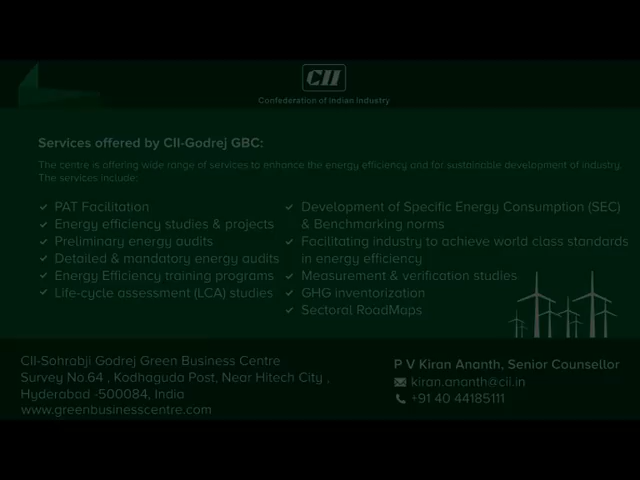 CII
Confederation of Indian Industry
Services offered by CII-Godrej GBC:
The centre is offering wide range of services to enhance the energy efficiency and for sustainable development of industry.
The services include:
✓ PAT Facilitation
✓ Energy efficiency studies & projects
✓ Preliminary energy audits
✓ Detailed & mandatory energy audits
✓ Energy Efficiency training programs
✓ Life-cycle assessment (LCA) studies
✓ Development of Specific Energy Consumption (SEC)
& Benchmarking norms
✓ Facilitating industry to achieve world class standards
in energy efficiency
✓ Measurement & verification studies
✓ GHG inventorization
✓ Sectoral RoadMaps
CII-Sohrabji Godrej Green Business Centre
Survey No.64 , Kodhaguda Post, Near Hitech City ,
Hyderabad -500084, India
www.greenbusinesscentre.com
P V Kiran Ananth, Senior Counsellor
kiran.ananth@cii.in
+91 40 44185111